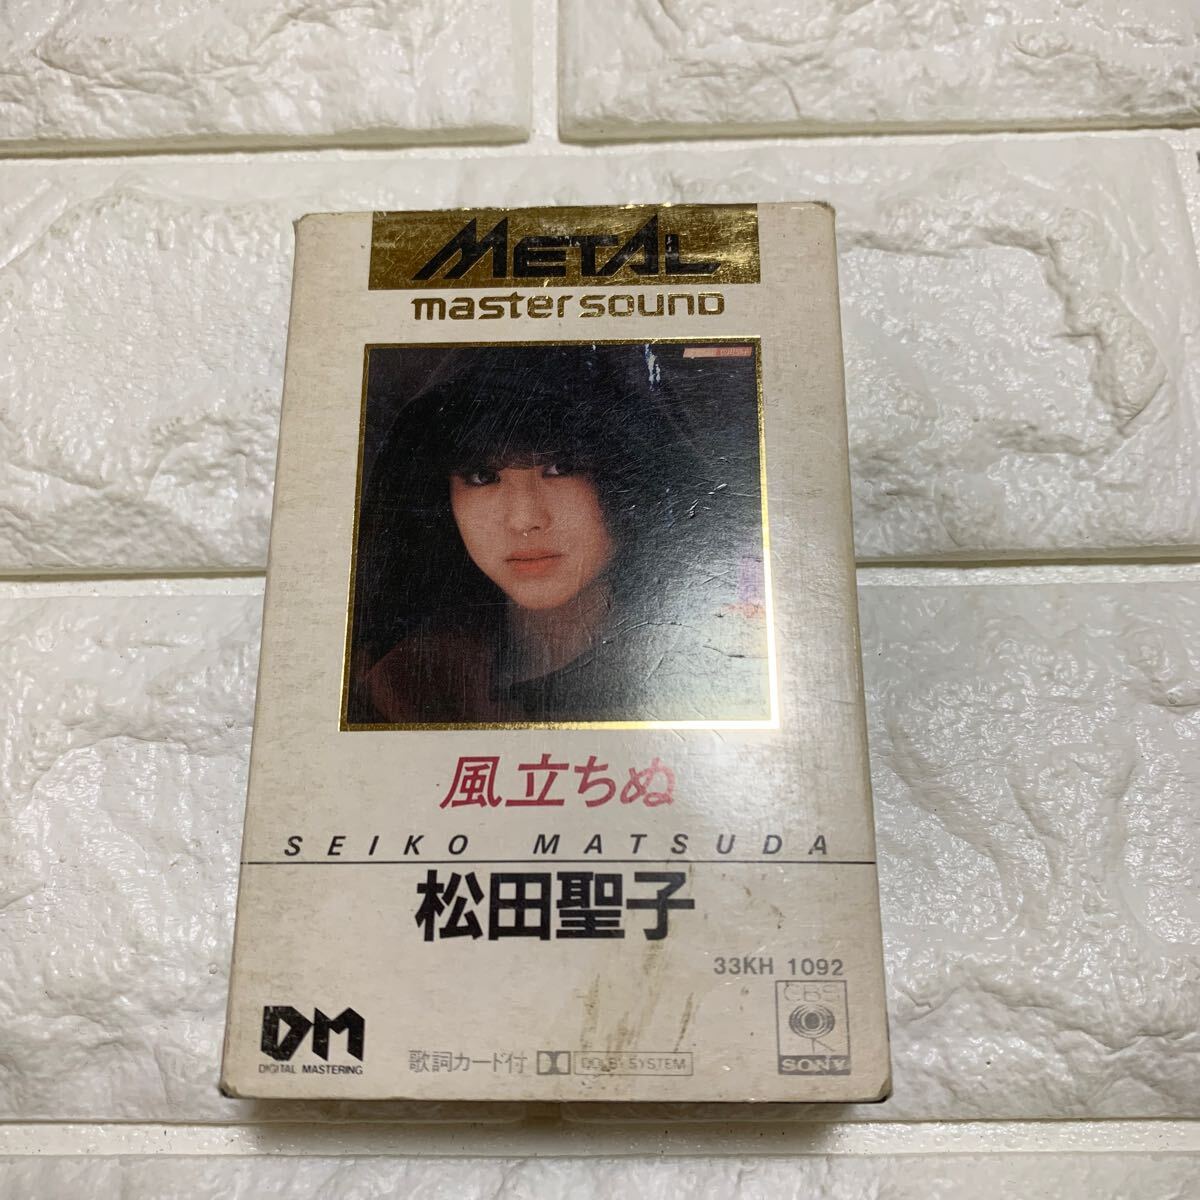 METAL
master sound
風立ちぬ
SEIKO MATSUDA
松田聖子
33KH 1092
CBS
SONY
DM
DIGITAL MASTERING
歌詞カード付 DOLBY SYSTEM